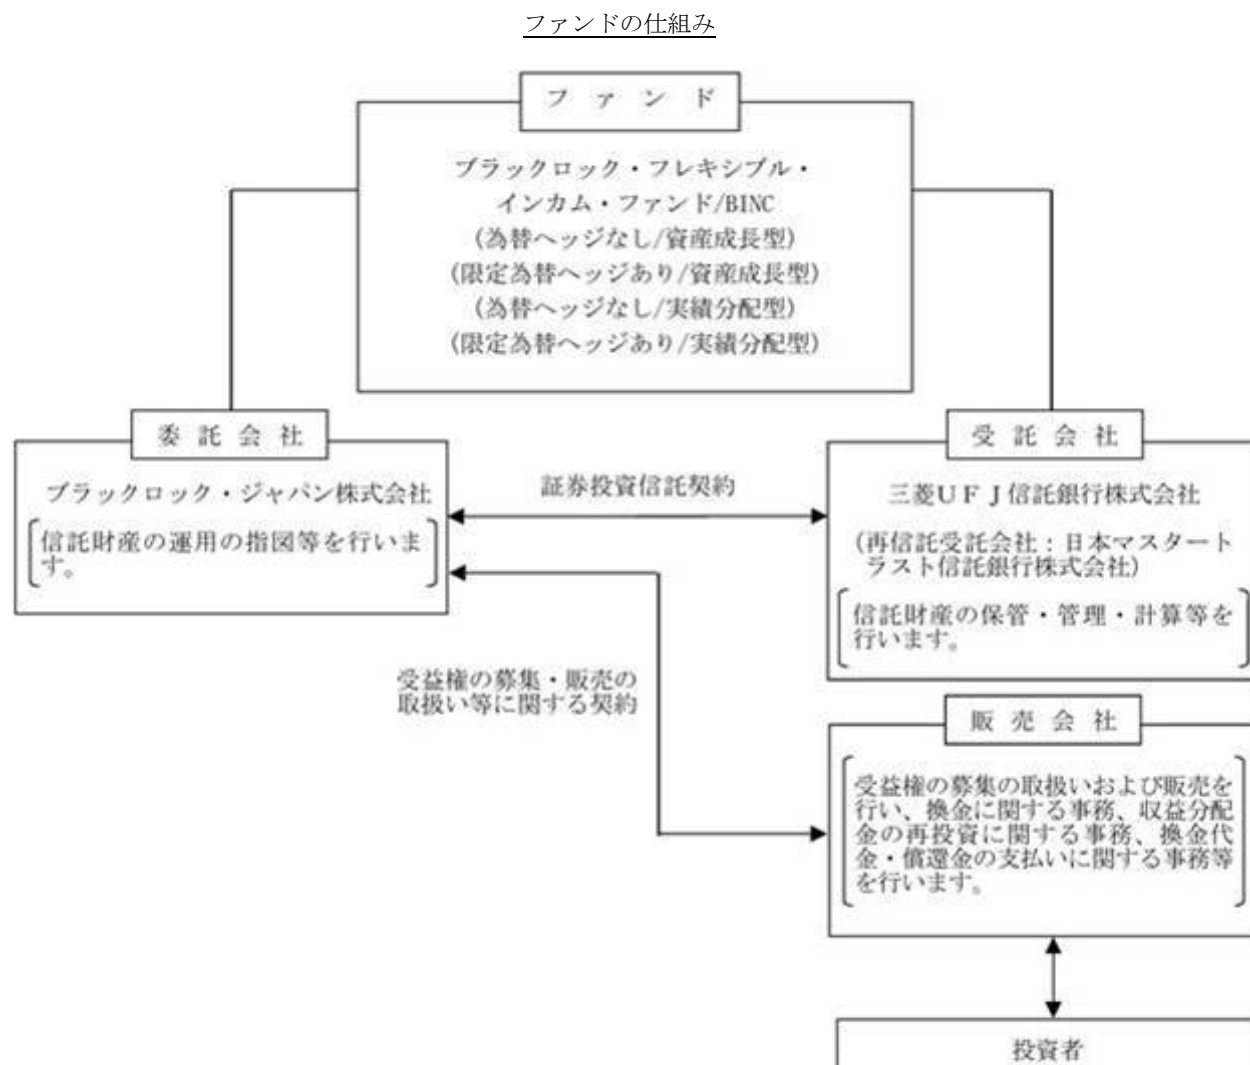 ファンドの仕組み
ファンド
ブラックロック・フレキシブル・
インカム・ファンド/BINC
(為替ヘッジなし/資産成長型)
(限定為替ヘッジあり/資産成長型)
(為替ヘッジなし/実績分配型)
(限定為替ヘッジあり/実績分配型)
委託会社
ブラックロック・ジャパン株式会社
信託財産の運用の指図等を行いま
す。
証券投資信託契約
受託会社
三菱UFJ信託銀行株式会社
(再信託受託会社：日本マスタート
ラスト信託銀行株式会社)
信託財産の保管・管理・計算等を
行います。
受益権の募集・販売の
取扱い等に関する契約
販売会社
受益権の募集の取扱いおよび販売を
行い、換金に関する事務、収益分配
金の再投資に関する事務、換金代
金・償還金の支払いに関する事務等
を行います。
投資者